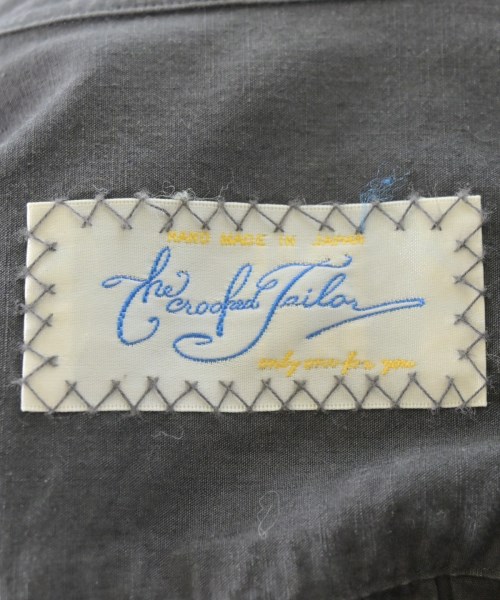 HAND MADE IN JAPAN
the crooked Tailor
only one for you